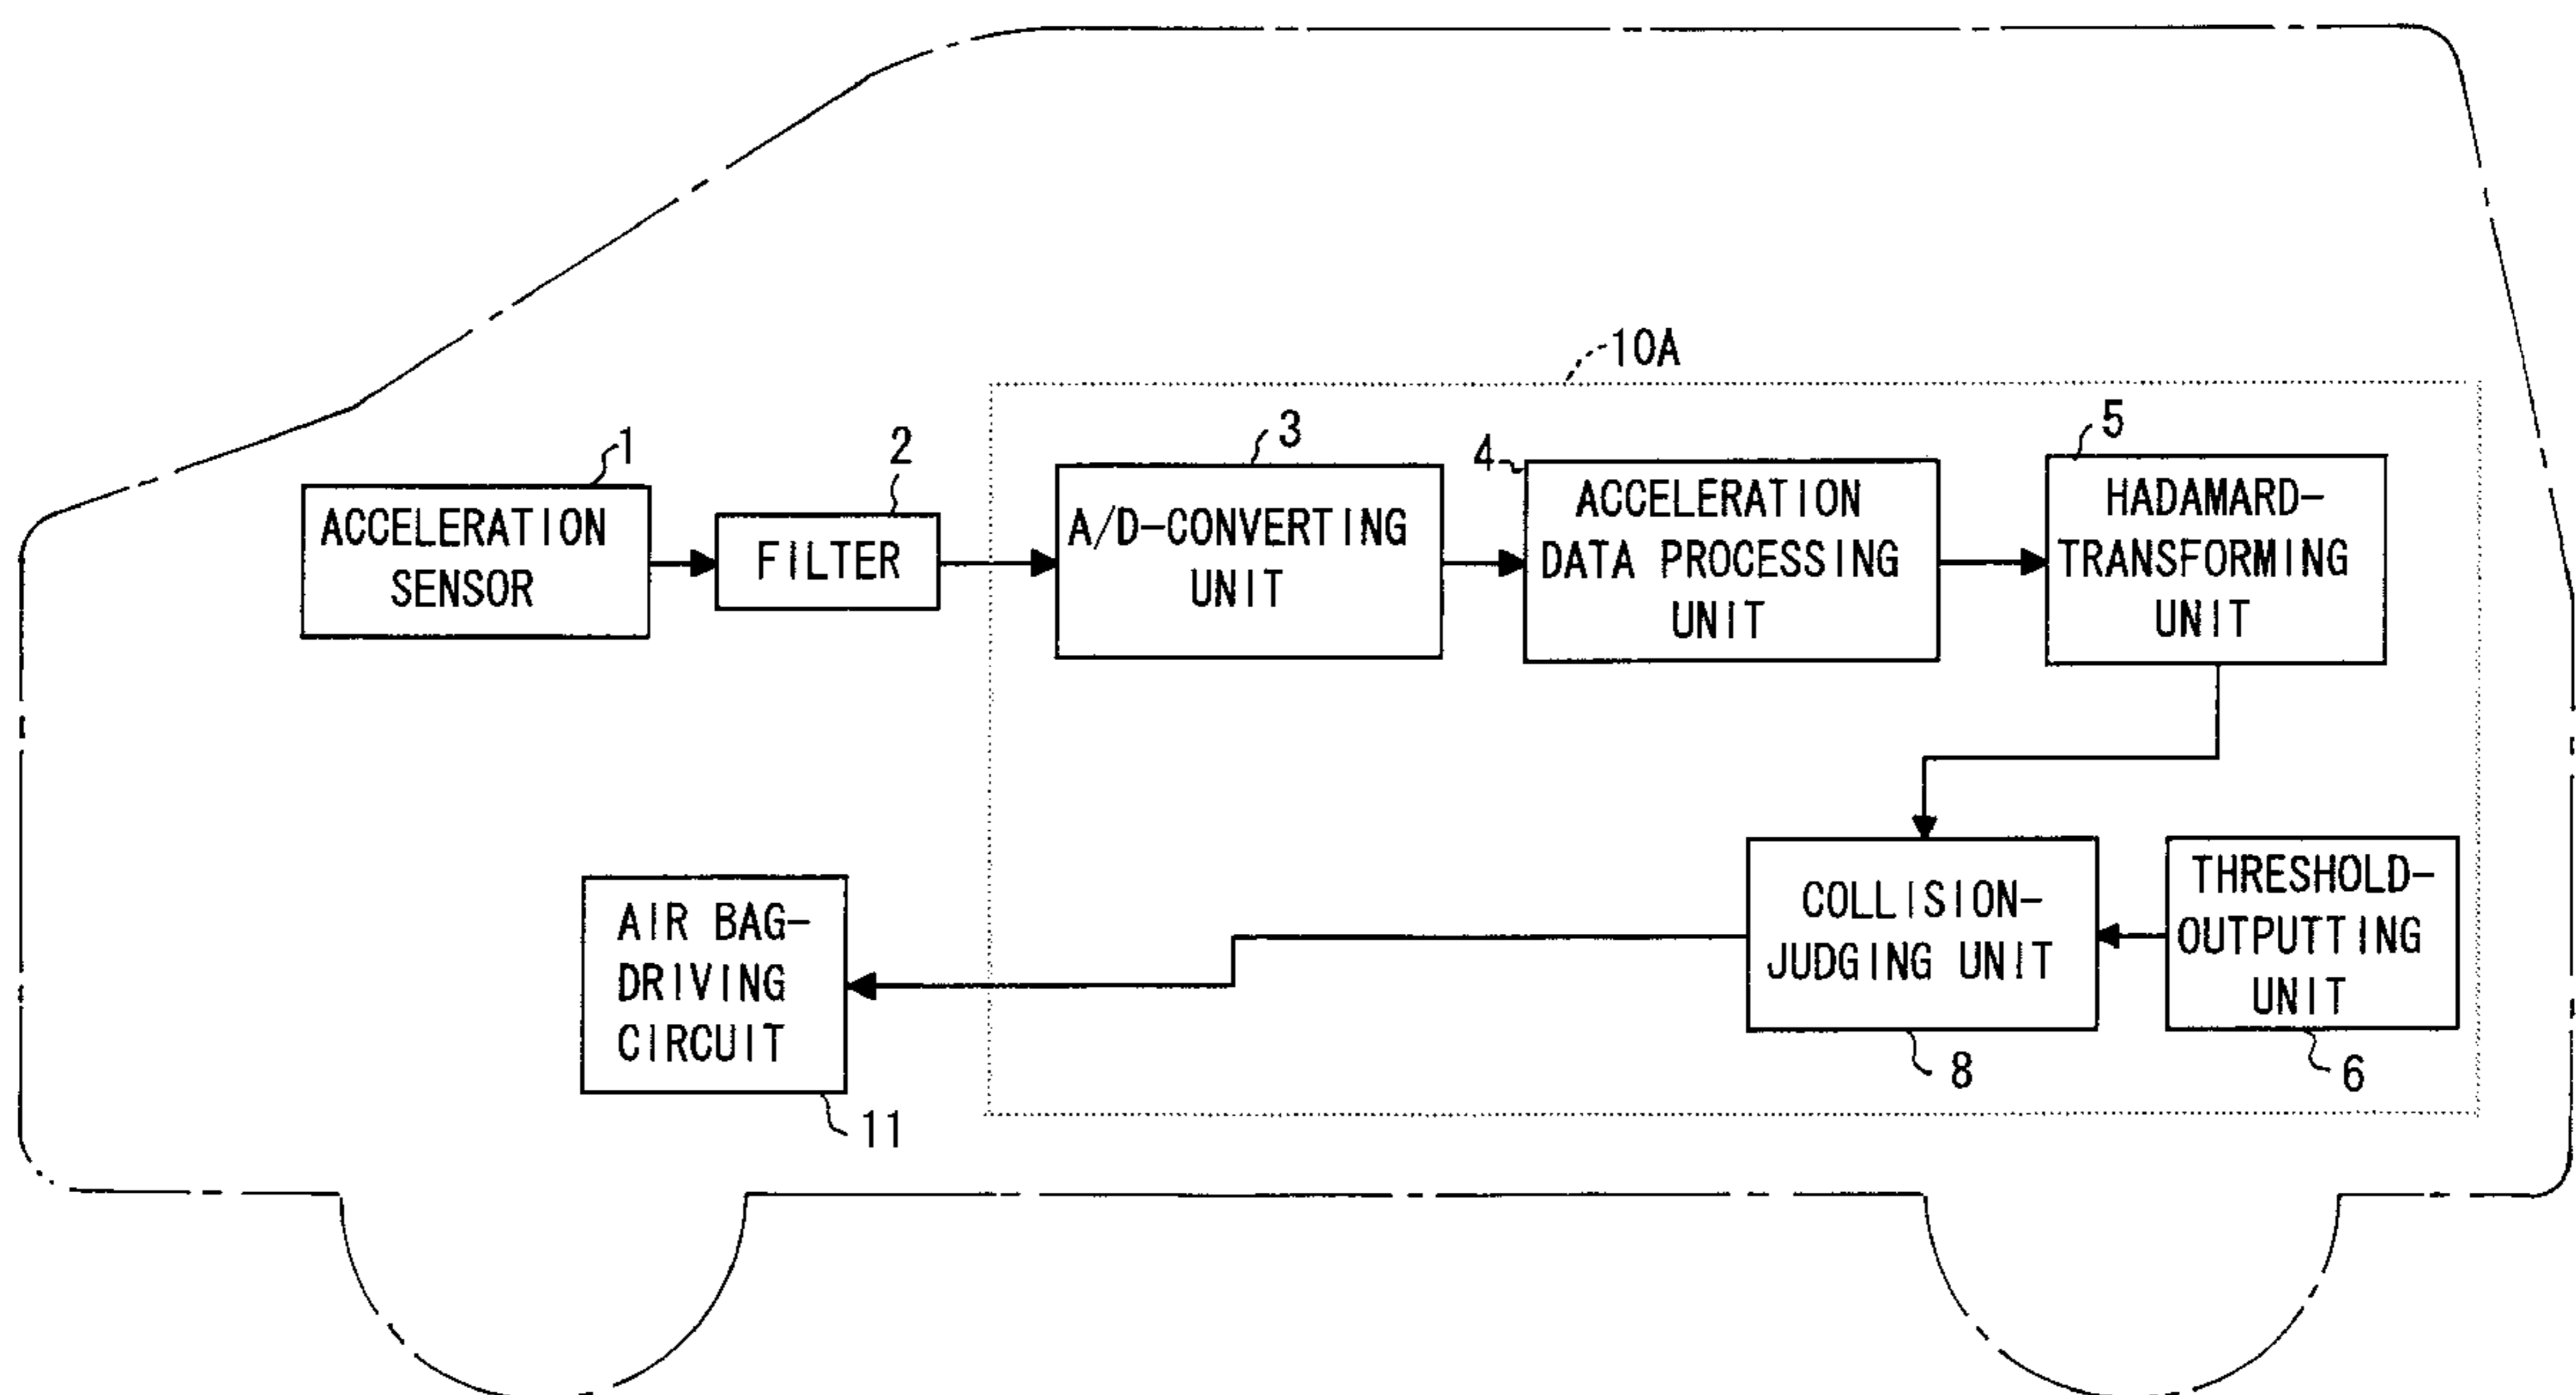 10A
1
ACCELERATION
SENSOR
2
FILTER
3
A/D-CONVERTING
UNIT
4
ACCELERATION
DATA PROCESSING
UNIT
5
HADAMARD-
TRANSFORMING
UNIT
AIR BAG-
DRIVING
CIRCUIT
11
COLLISION-
JUDGING UNIT
8
THRESHOLD-
OUTPUTTING
UNIT
6